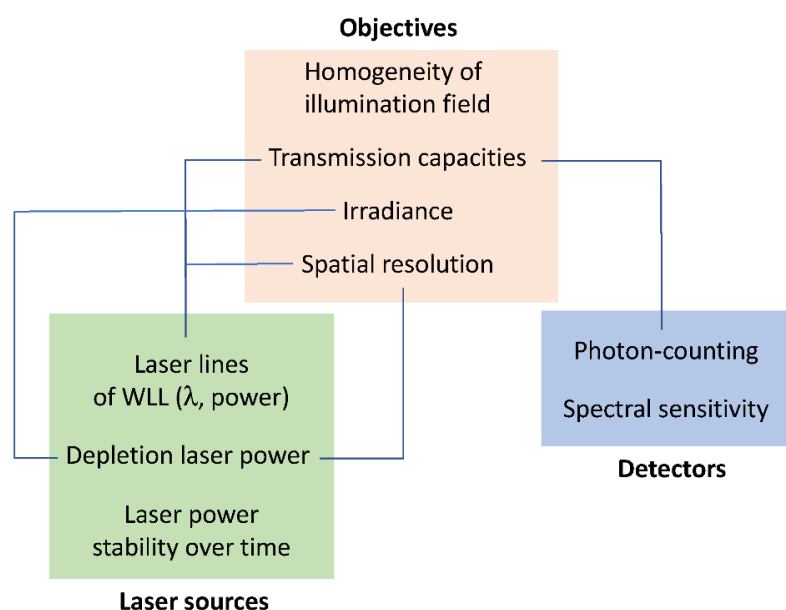 Objectives
Homogeneity of
illumination field
Transmission capacities
Irradiance
Spatial resolution
Laser lines
of WLL (λ, power)
Depletion laser power
Laser power
stability over time
Laser sources
Photon-counting
Spectral sensitivity
Detectors